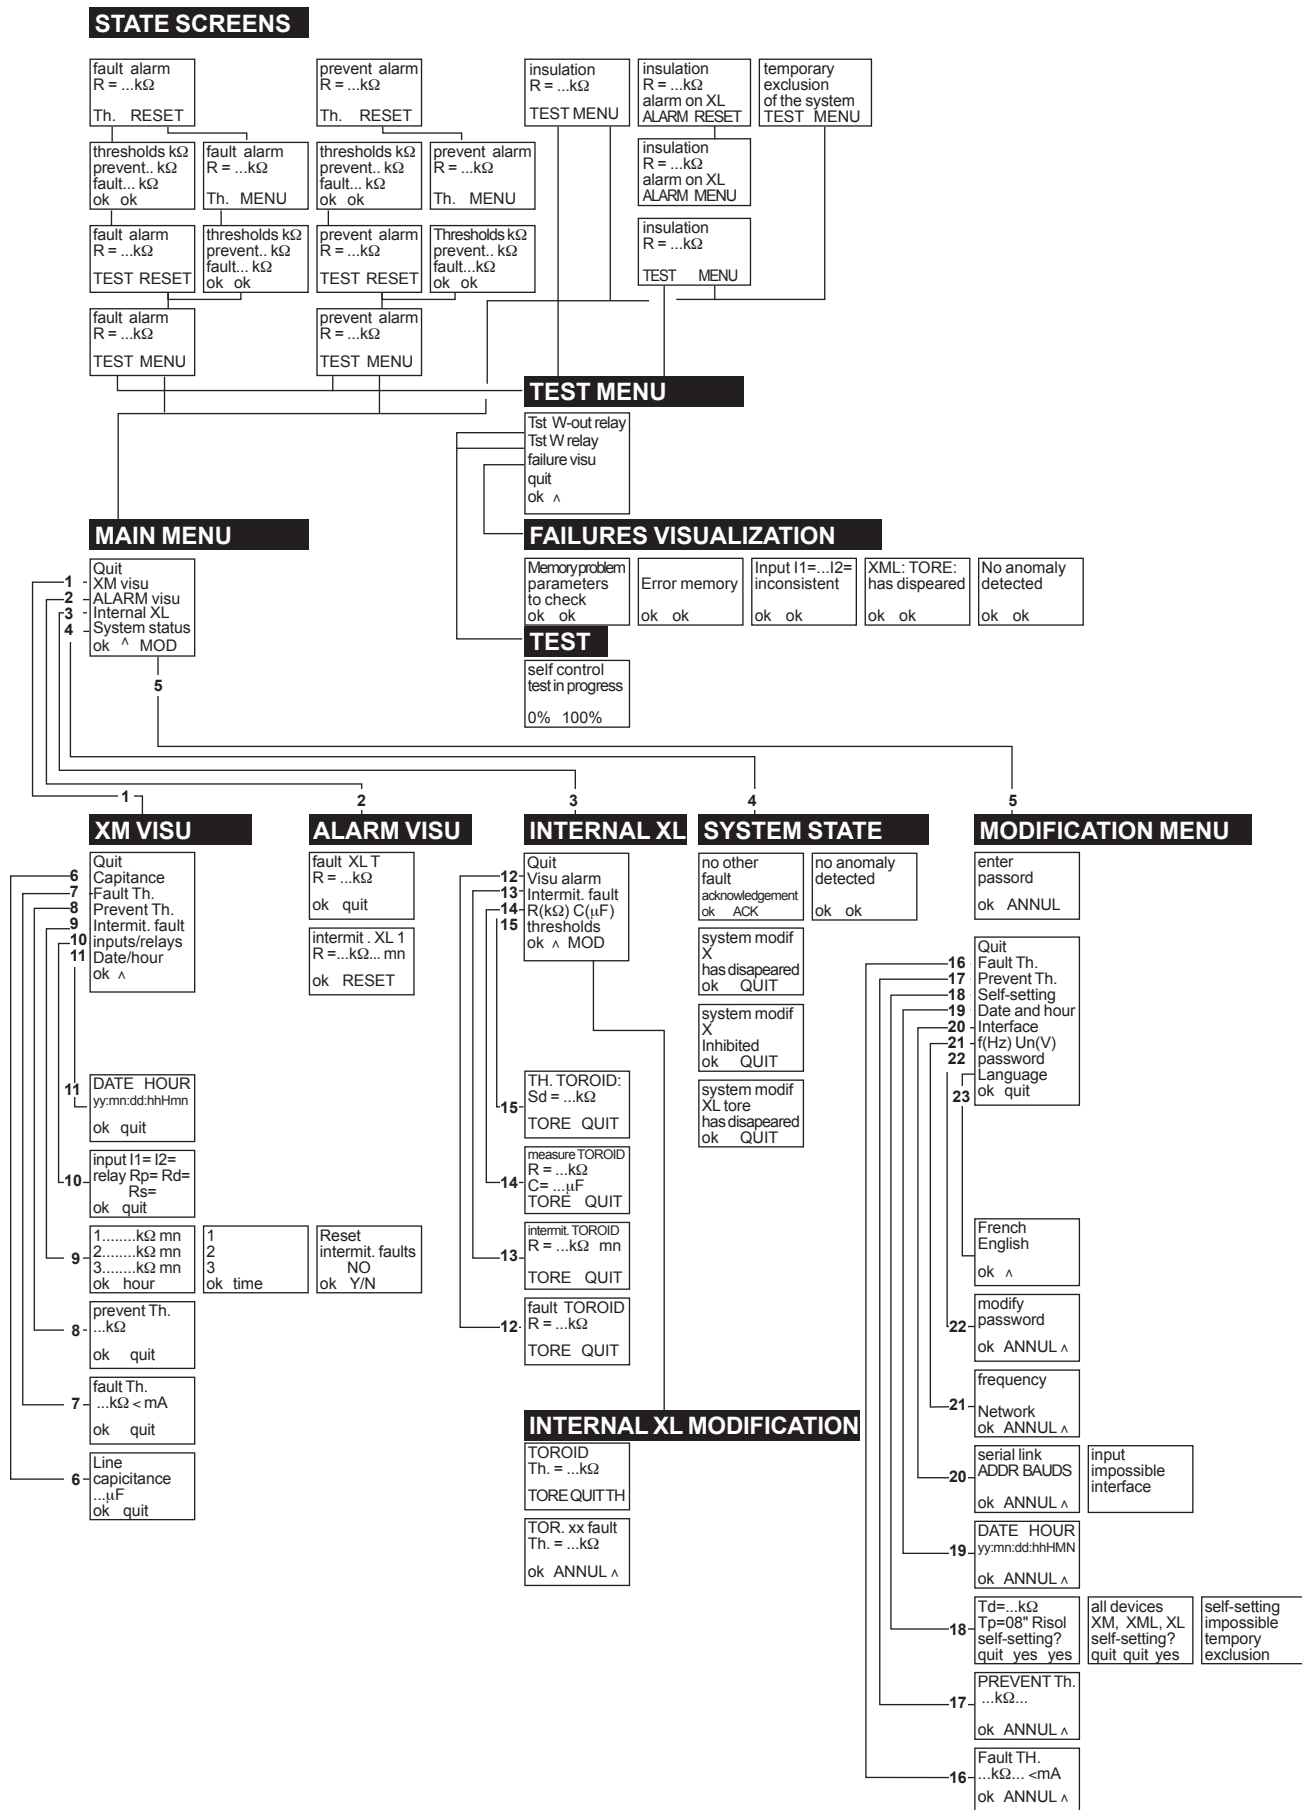 STATE SCREENS
fault alarm
R = ...kΩ
Th. RESET
prevent alarm
R = ...kΩ
Th. RESET
insulation
R = ...kΩ
TEST MENU
insulation
R = ...kΩ
alarm on XL
ALARM RESET
temporary
exclusion
of the system
TEST MENU
thresholds kΩ
prevent.. kΩ
fault... kΩ
ok ok
fault alarm
R = ...kΩ
Th. MENU
thresholds kΩ
prevent.. kΩ
fault... kΩ
ok ok
prevent alarm
R = ...kΩ
Th. MENU
insulation
R = ...kΩ
alarm on XL
ALARM MENU
fault alarm
R = ...kΩ
TEST RESET
thresholds kΩ
prevent.. kΩ
fault... kΩ
ok ok
prevent alarm
R = ...kΩ
TEST RESET
Thresholds kΩ
prevent.. kΩ
fault...kΩ
ok ok
insulation
R = ...kΩ
TEST MENU
fault alarm
R = ...kΩ
TEST MENU
prevent alarm
R = ...kΩ
TEST MENU
TEST MENU
Tst W-out relay
Tst W relay
failure visu
quit
ok ^
MAIN MENU
Quit
1 XM visu
2 ALARM visu
3 Internal XL
4 System status
ok ^ MOD
5
FAILURES VISUALIZATION
Memory problem
parameters
to check
ok ok
Error memory
ok ok
Input I1=...I2=
inconsistent
ok ok
XML: TORE:
has dispeared
ok ok
No anomaly
detected
ok ok
TEST
self control
test in progress
0% 100%
1
2
3
4
5
XM VISU
Quit
6 Capitance
7 Fault Th.
8 Prevent Th.
9 Intermit. fault
10 inputs/relays
11 Date/hour
ok ^
11
DATE HOUR
yy:mn:dd:hhHmn
ok quit
input I1= I2=
10 relay Rp= Rd=
Rs=
ok quit
1........kΩ mn
2........kΩ mn
9 3........kΩ mn
ok hour
1
2
3
ok time
Reset
intermit. faults
NO
ok Y/N
prevent Th.
8 ...kΩ
ok quit
fault Th.
7 ...kΩ < mA
ok quit
Line
6 capicitance
...µF
ok quit
ALARM VISU
fault XL T
R = ...kΩ
ok quit
intermit . XL 1
R =...kΩ... mn
ok RESET
INTERNAL XL
Quit
12 Visu alarm
13 Intermit. fault
14 R(kΩ) C(µF)
15 thresholds
ok ^ MOD
TH. TOROID:
Sd = ...kΩ
15
TORE QUIT
measure TOROID
R = ...kΩ
14 C= ...µF
TORE QUIT
intermit. TOROID
R = ...kΩ mn
13
TORE QUIT
fault TOROID
12 R = ...kΩ
TORE QUIT
INTERNAL XL MODIFICATION
TOROID
Th. = ...kΩ
TORE QUIT TH
TOR. xx fault
Th. = ...kΩ
ok ANNUL ^
SYSTEM STATE
no other
fault
acknowledgement
ok ACK
no anomaly
detected
ok ok
system modif
X
has disapeared
ok QUIT
system modif
X
Inhibited
ok QUIT
system modif
XL tore
has disapeared
ok QUIT
MODIFICATION MENU
enter
passord
ok ANNUL
Quit
16 Fault Th.
17 Prevent Th.
18 Self-setting
19 Date and hour
20 Interface
21 f(Hz) Un(V)
22 password
Language
23 ok quit
French
English
ok ^
modify
22 password
ok ANNUL ^
frequency
21 Network
ok ANNUL ^
serial link
20 ADDR BAUDS
ok ANNUL ^
input
impossible
interface
DATE HOUR
19 yy:mn:dd:hhHMN
ok ANNUL ^
Td=...kΩ
18 Tp=08" Risol
self-setting?
quit yes yes
all devices
XM, XML, XL
self-setting?
quit quit yes
self-setting
impossible
tempory
exclusion
PREVENT Th.
17 ...kΩ...
ok ANNUL ^
Fault TH.
16 ...kΩ... <mA
ok ANNUL ^